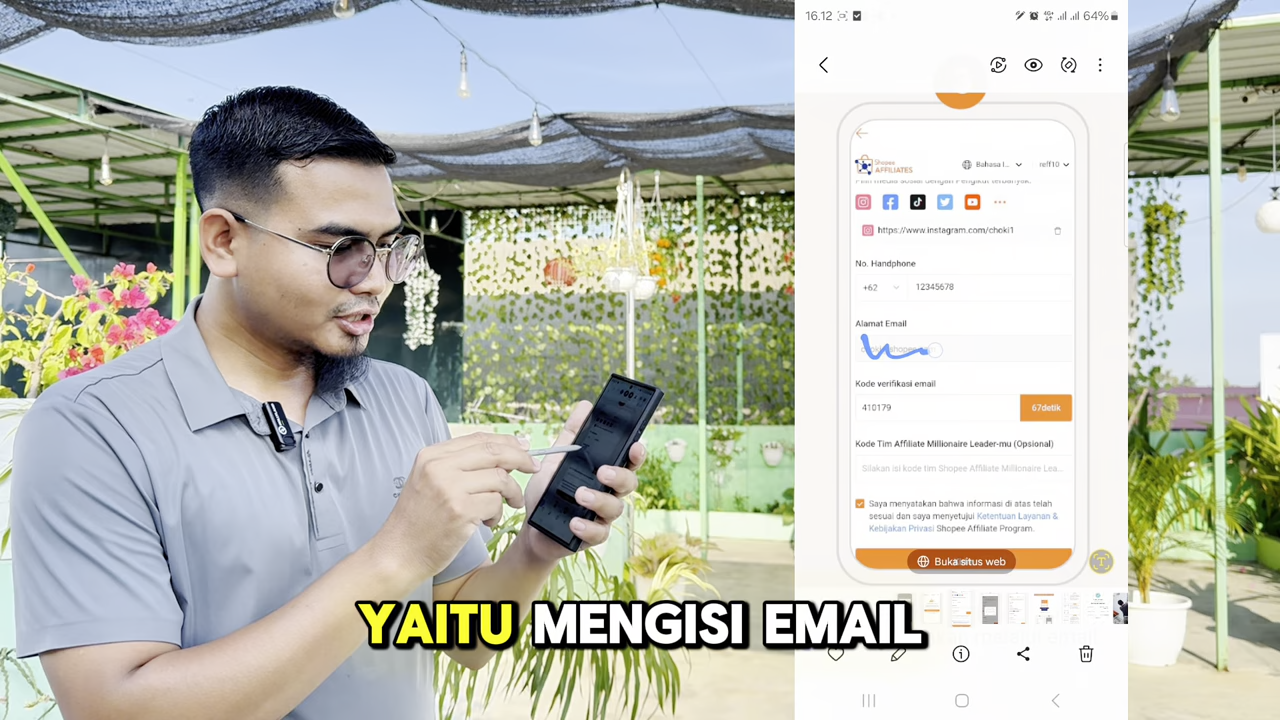 16.12
64%
Shopee
AFFILIATES
Bahasa I...
reff10
https://www.instagram.com/choki1
No. Handphone
+62
12345678
Alamat Email
Kode verifikasi email
410179
67detik
Kode Tim Affiliate Millionaire Leader-mu (Opsional)
Silakan isi kode tim Shopee Affiliate Millionaire Lea...
Saya menyatakan bahwa informasi di atas telah
sesuai dan saya menyetujui Ketentuan Layanan &
Kebijakan Privasi Shopee Affiliate Program.
Buka situs web
T
YAITU MENGISI EMAIL